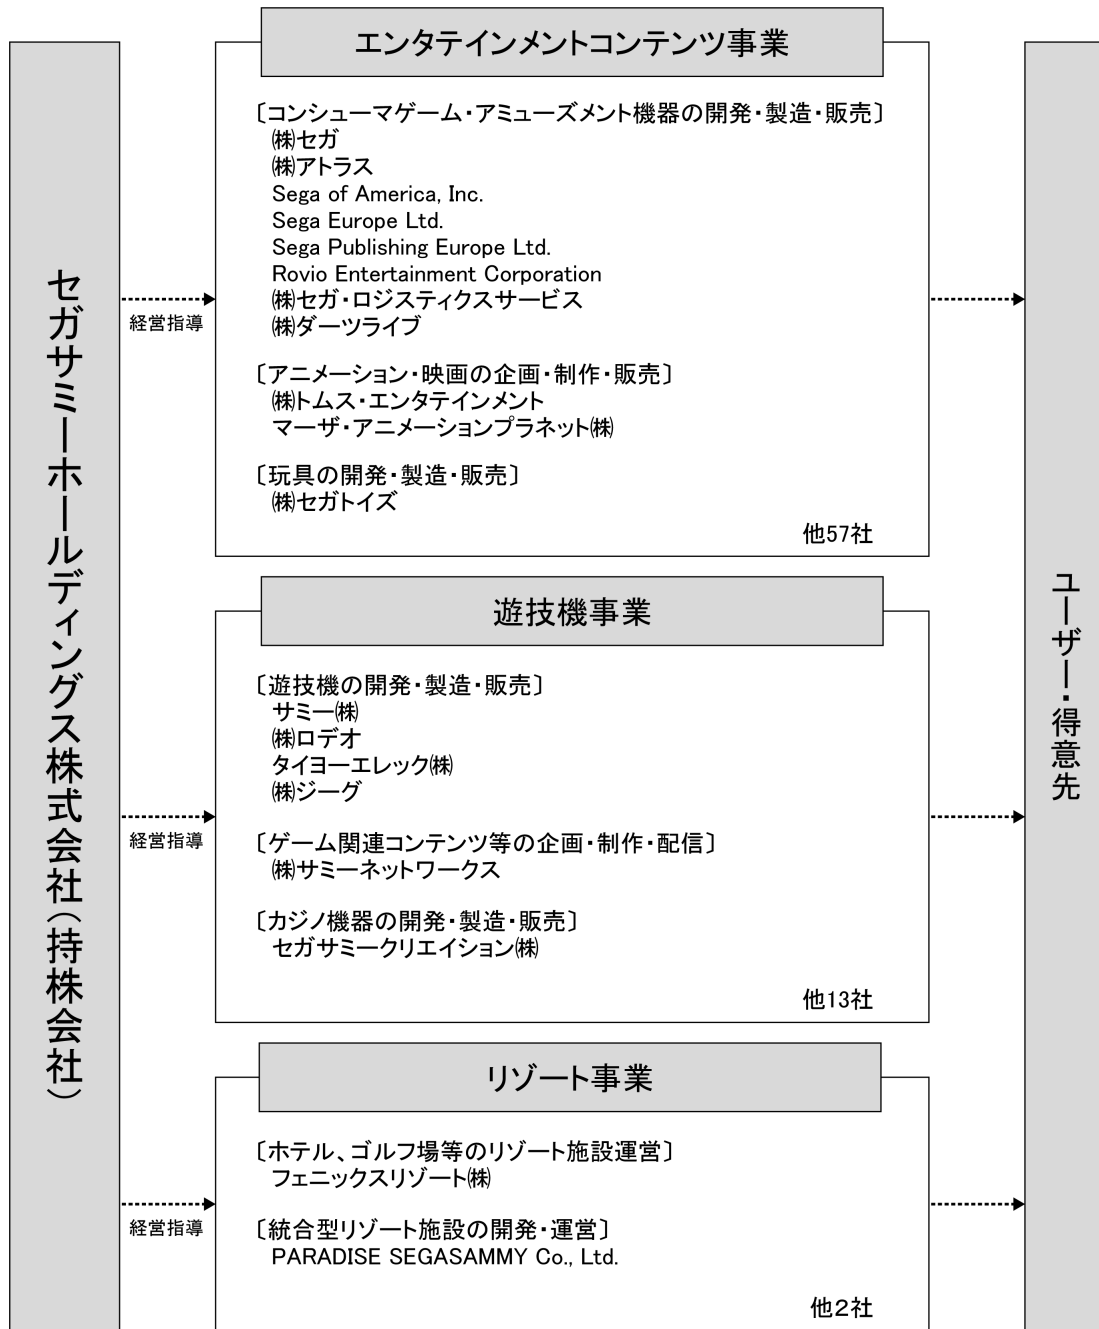 セガサミーホールディングス株式会社(持株会社)
経営指導
エンタテインメントコンテンツ事業
〔コンシューマゲーム・アミューズメント機器の開発・製造・販売〕
㈱セガ
㈱アトラス
Sega of America, Inc.
Sega Europe Ltd.
Sega Publishing Europe Ltd.
Rovio Entertainment Corporation
㈱セガ・ロジスティクスサービス
㈱ダーツライブ
〔アニメーション・映画の企画・制作・販売〕
㈱トムス・エンタテインメント
マーザ・アニメーションプラネット㈱
〔玩具の開発・製造・販売〕
㈱セガトイズ
他57社
経営指導
遊技機事業
〔遊技機の開発・製造・販売〕
サミー㈱
㈱ロデオ
タイヨーエレック㈱
㈱ジーグ
〔ゲーム関連コンテンツ等の企画・制作・配信〕
㈱サミーネットワークス
〔カジノ機器の開発・製造・販売〕
セガサミークリエイション㈱
他13社
経営指導
リゾート事業
〔ホテル、ゴルフ場等のリゾート施設運営〕
フェニックスリゾート㈱
〔統合型リゾート施設の開発・運営〕
PARADISE SEGASAMMY Co., Ltd.
他2社
ユーザー・得意先